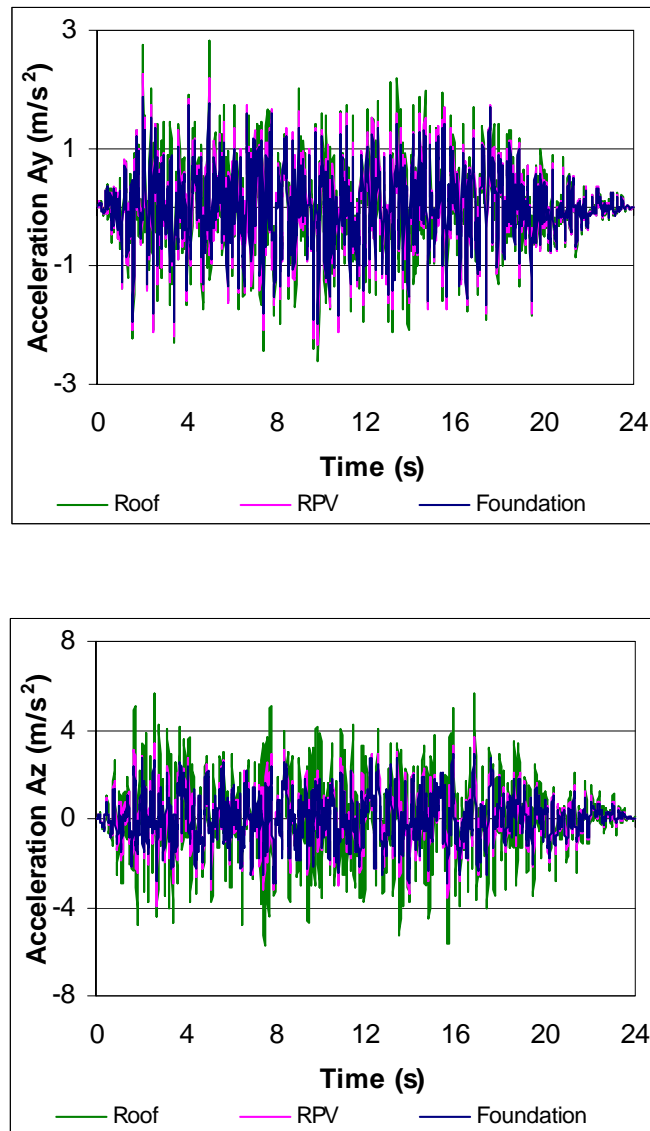 3
1
-1
-3
Acceleration Ay (m/s²)
0 4 8 12 16 20 24
Time (s)
Roof RPV Foundation
8
4
0
-4
-8
Acceleration Az (m/s²)
0 4 8 12 16 20 24
Time (s)
Roof RPV Foundation